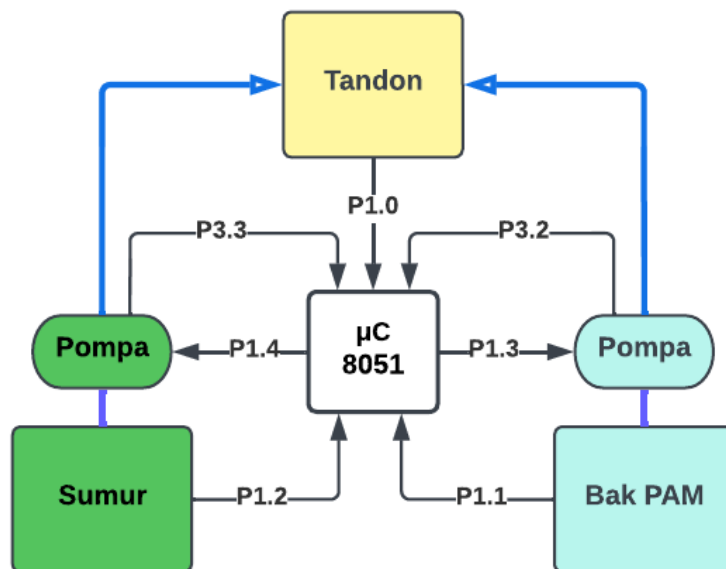 Tandon
P1.0
P3.3
P3.2
Pompa
P1.4
µC
8051
P1.3
Pompa
Sumur
P1.2
P1.1
Bak PAM